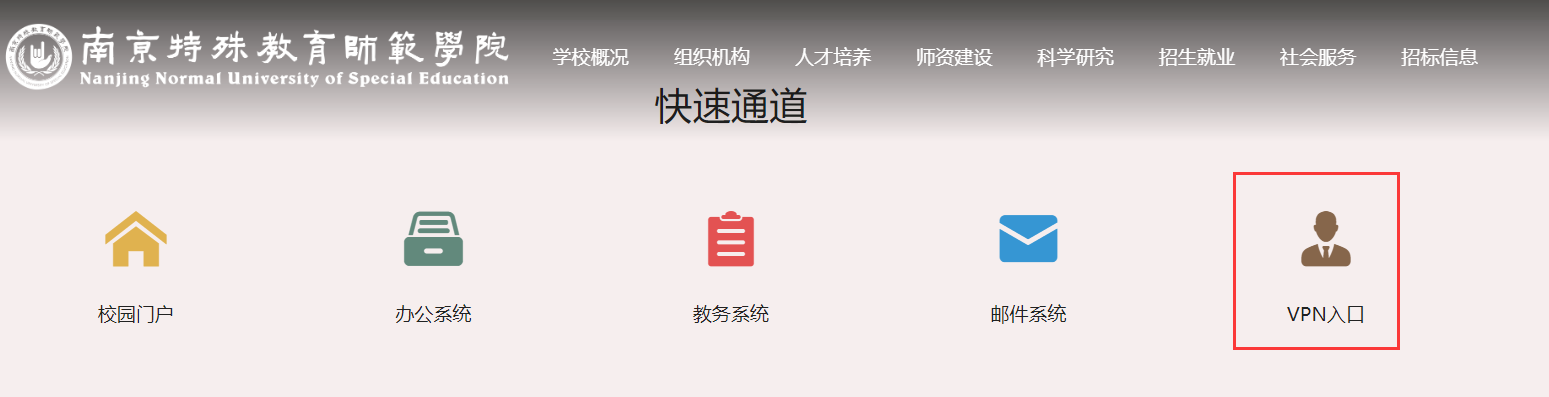 南京特殊教育師範學院
Nanjing Normal University of Special Education
学校概况 组织机构 人才培养 师资建设 科学研究 招生就业 社会服务 招标信息
快速通道
校园门户 办公系统 教务系统 邮件系统 VPN入口